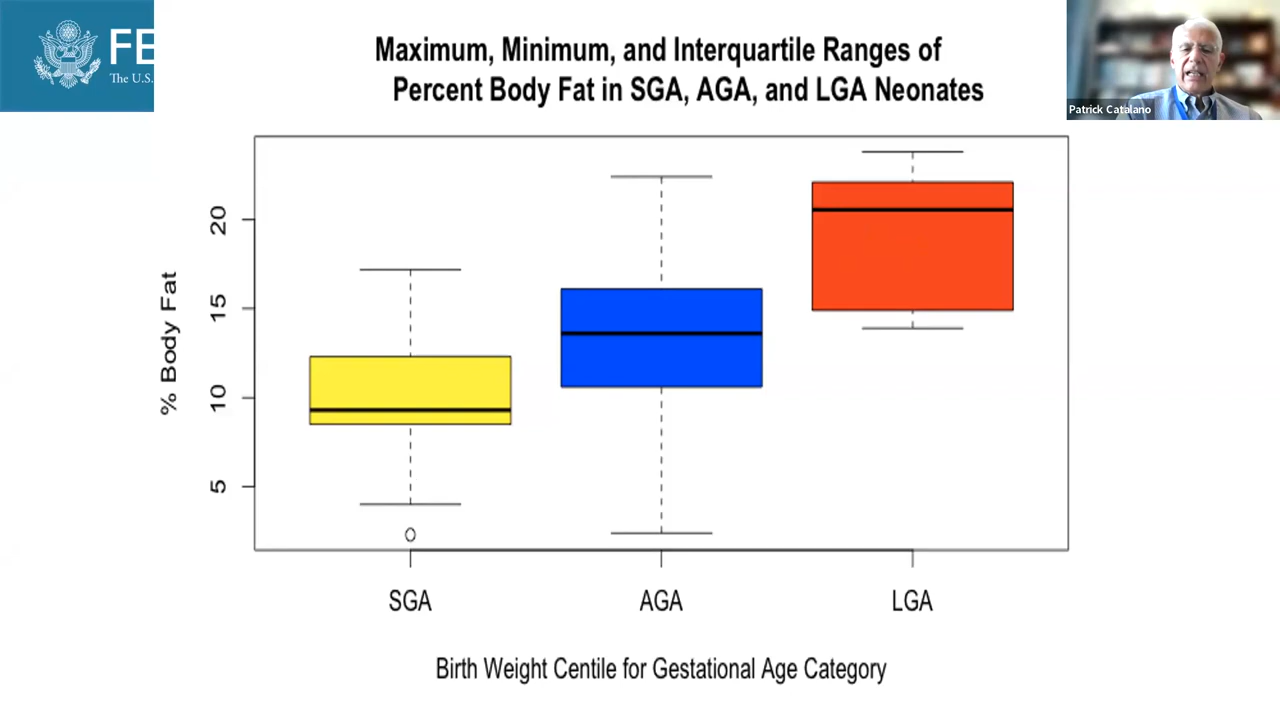 FE
The U.S.
Maximum, Minimum, and Interquartile Ranges of
Percent Body Fat in SGA, AGA, and LGA Neonates
Patrick Catalano
% Body Fat
20
15
10
5
SGA
AGA
LGA
Birth Weight Centile for Gestational Age Category